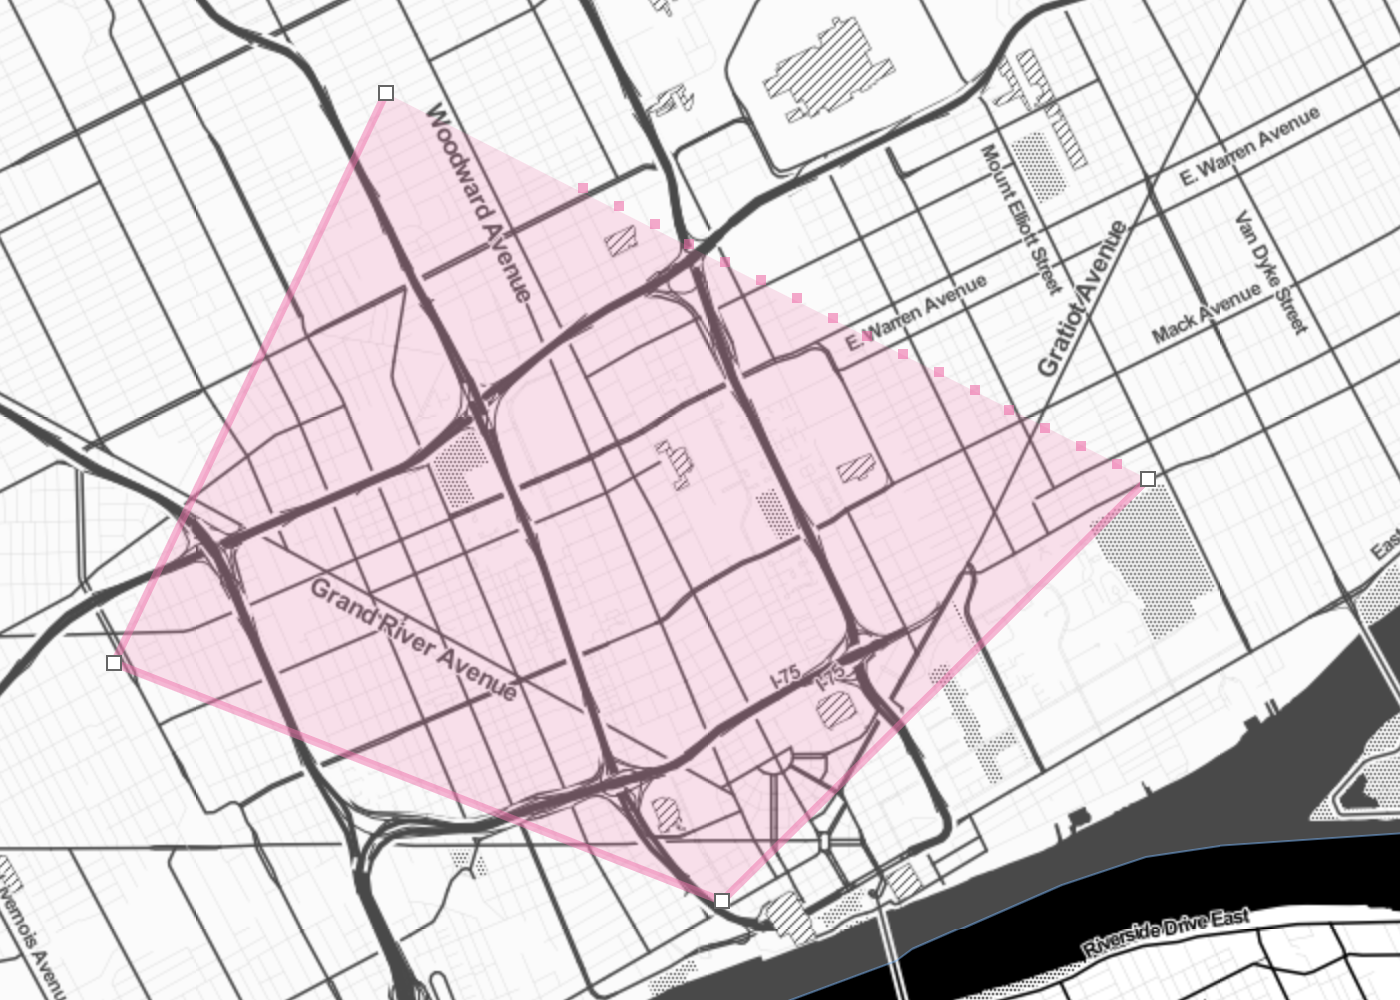 Woodward Avenue
E. Warren Avenue
Mount Elliott Street
Van Dyke Street
Gratiot Avenue
E. Warren Avenue
Mack Avenue
Grand River Avenue
I-75
I-75
East
vernois Avenue
Riverside Drive East